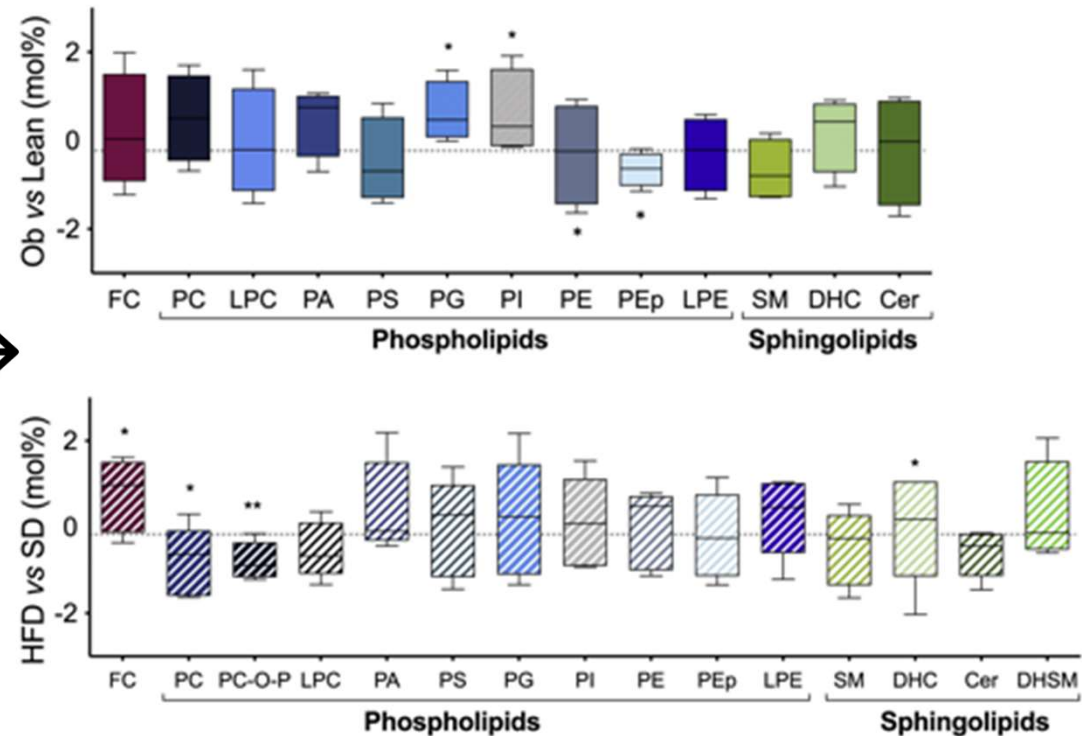 Ob vs Lean (mol%)
2
0
-2
* * * *
FC PC LPC PA PS PG PI PE PEp LPE SM DHC Cer
Phospholipids Sphingolipids
HFD vs SD (mol%)
2
0
-2
* * ** *
FC PC PC-O-P LPC PA PS PG PI PE PEp LPE SM DHC Cer DHSM
Phospholipids Sphingolipids